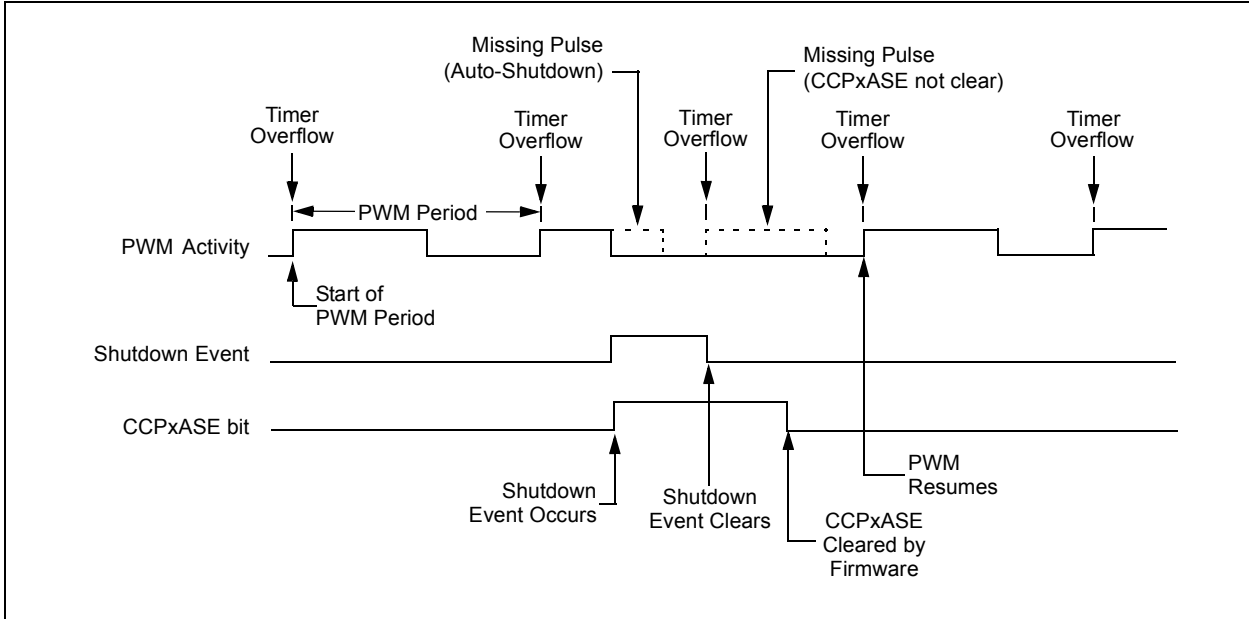 Missing Pulse
(Auto-Shutdown)
Missing Pulse
(CCPxASE not clear)
Timer
Overflow
Timer
Overflow
Timer
Overflow
Timer
Overflow
Timer
Overflow
PWM Period
PWM Activity
Start of
PWM Period
Shutdown Event
CCPxASE bit
Shutdown
Event Occurs
Shutdown
Event Clears
CCPxASE
Cleared by
Firmware
PWM
Resumes